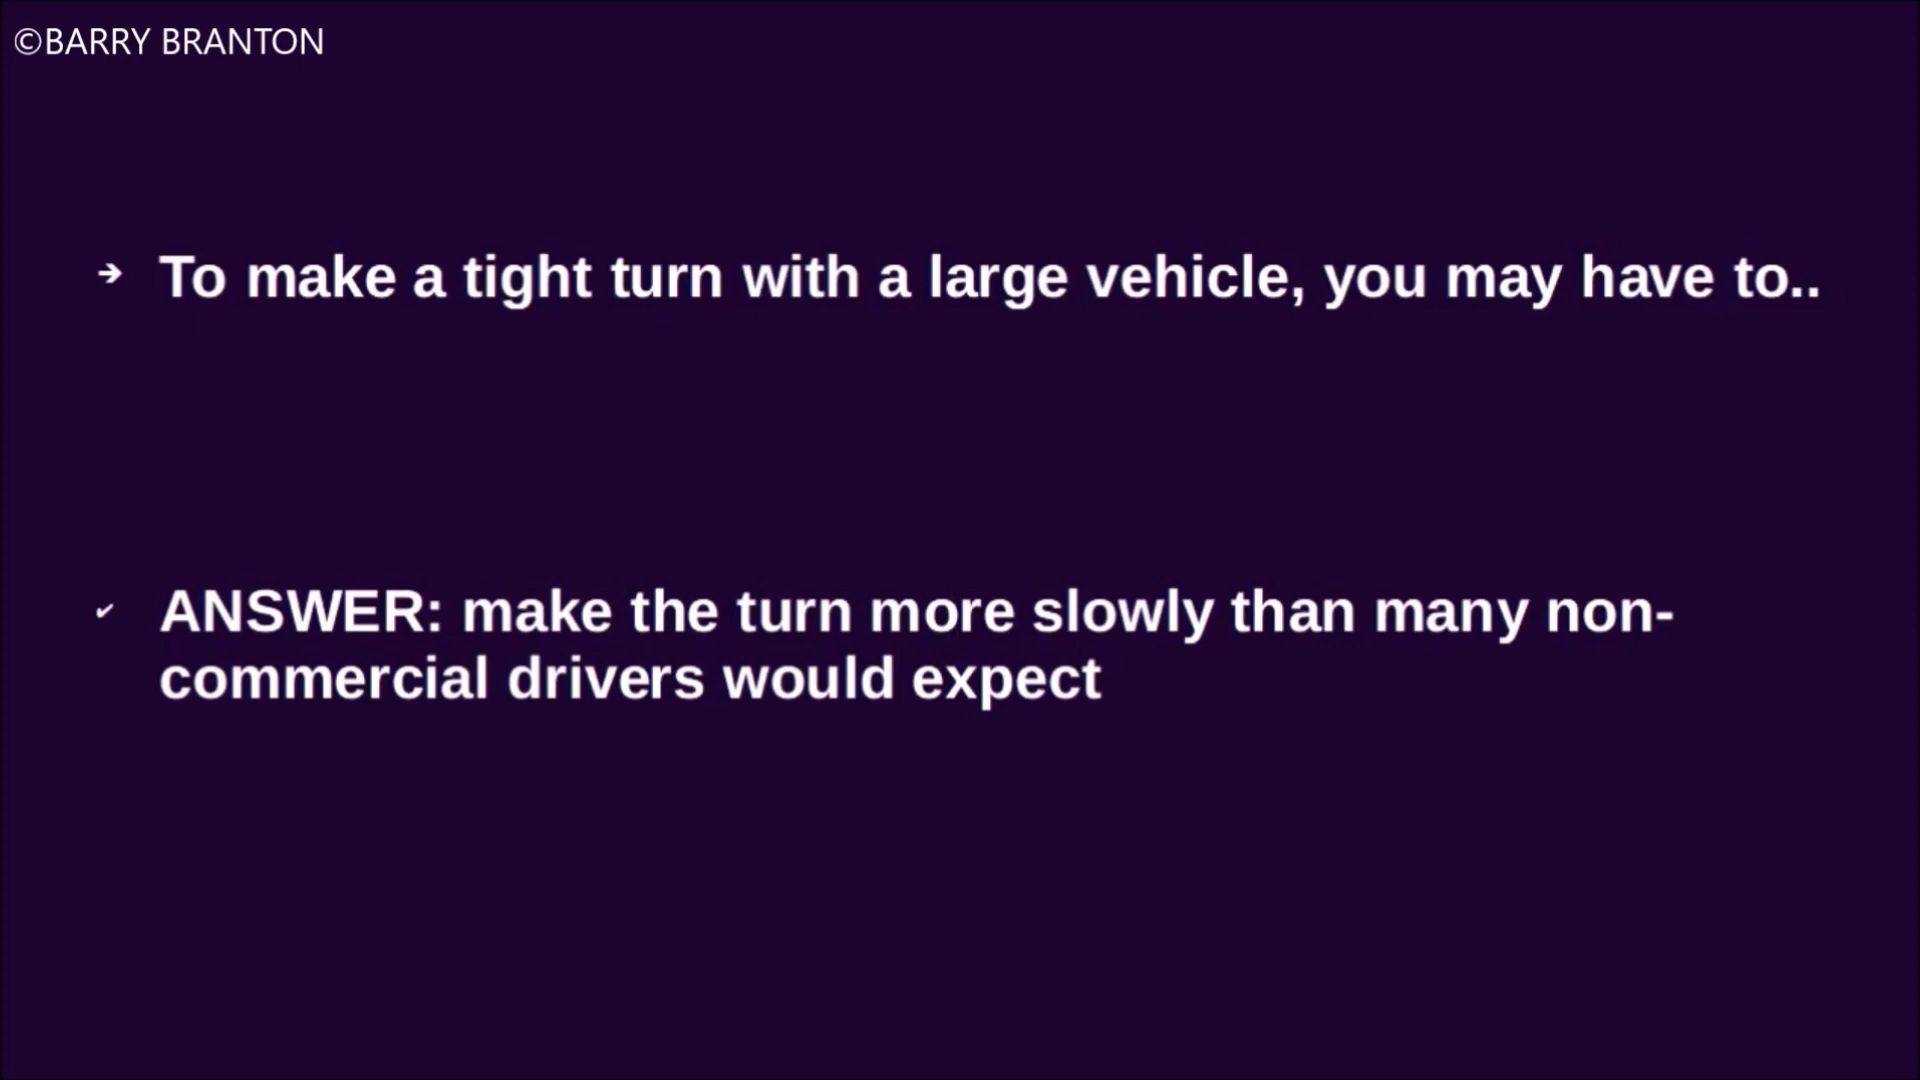 ©BARRY BRANTON
➔ To make a tight turn with a large vehicle, you may have to..
✔ ANSWER: make the turn more slowly than many non-
commercial drivers would expect